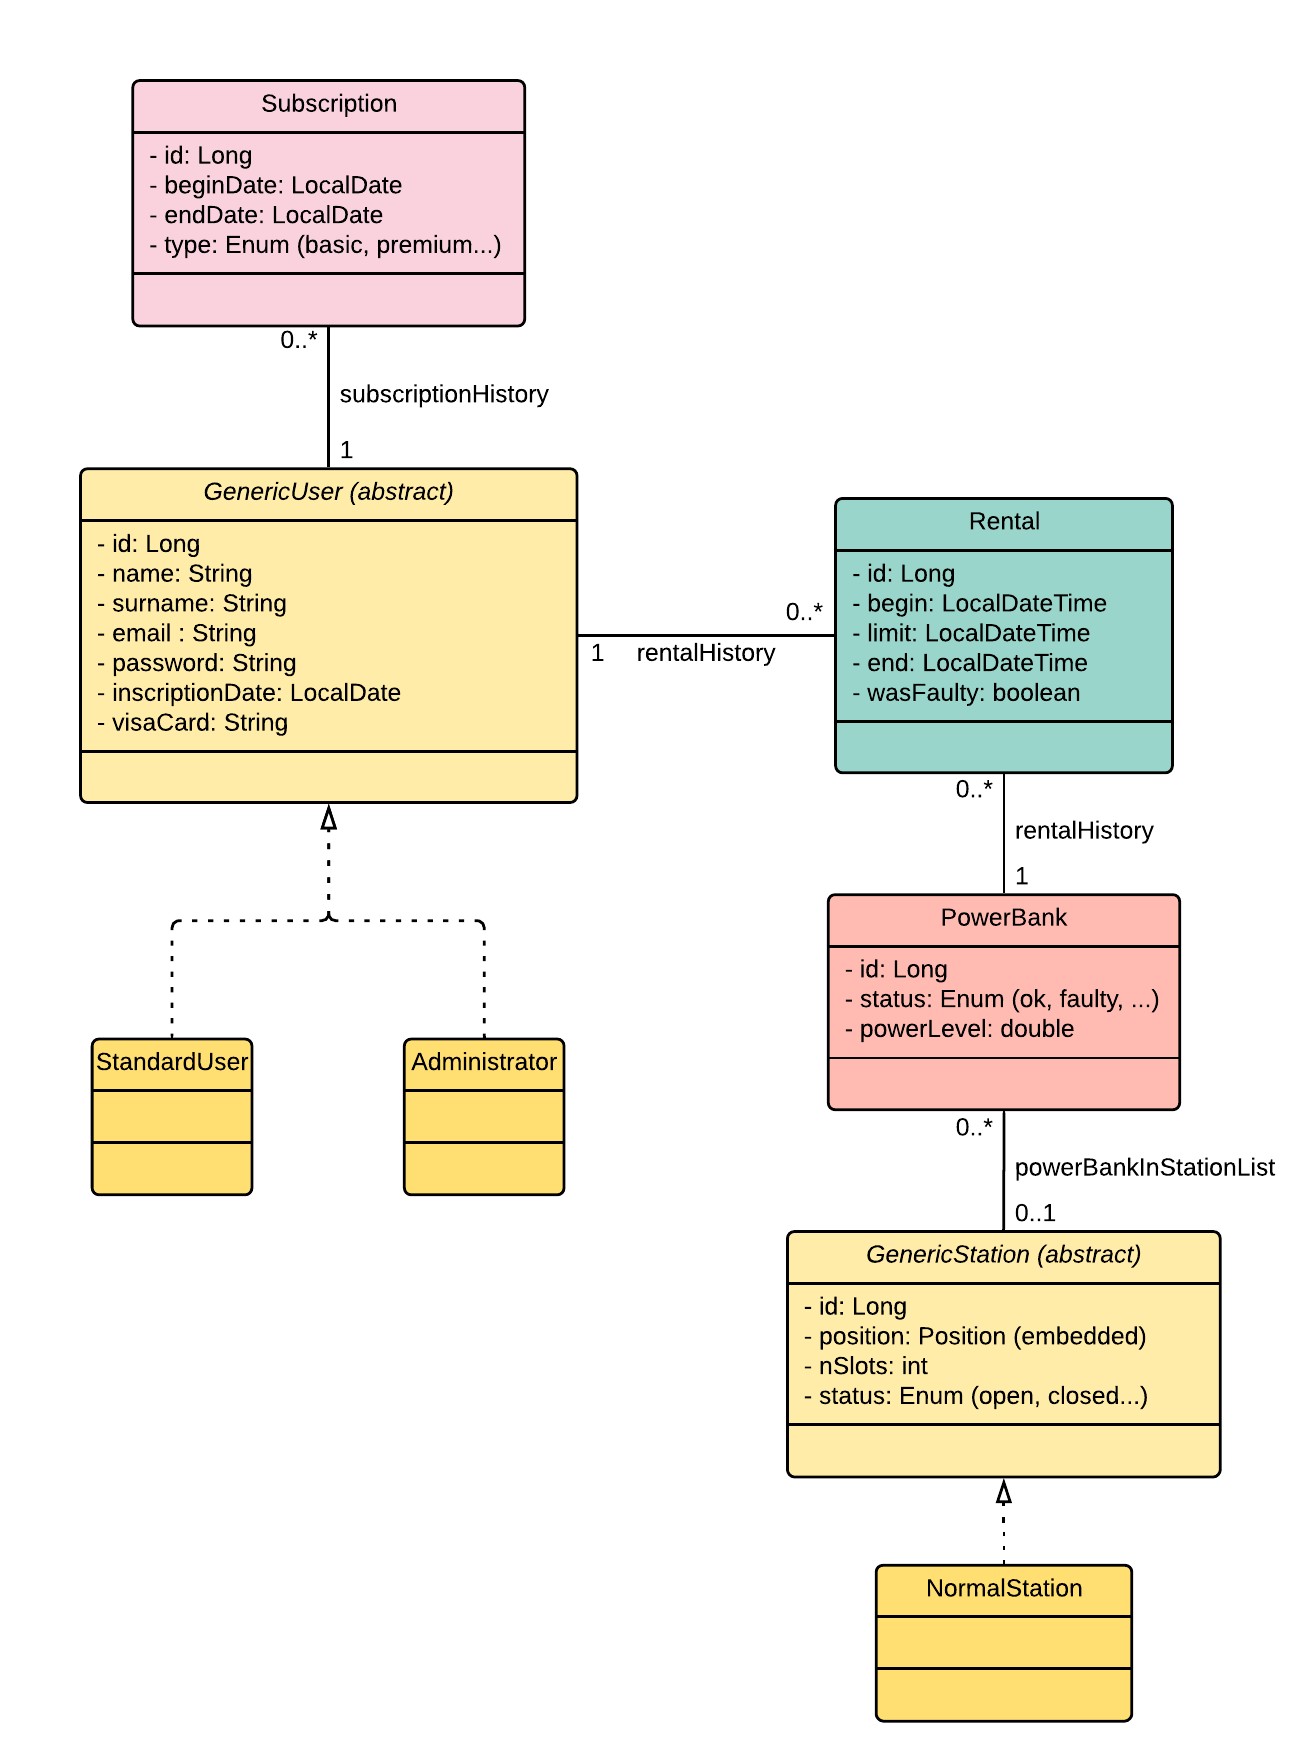 Subscription
- id: Long
- beginDate: LocalDate
- endDate: LocalDate
- type: Enum (basic, premium...)
0..*
subscriptionHistory
1
GenericUser (abstract)
- id: Long
- name: String
- surname: String
- email : String
- password: String
- inscriptionDate: LocalDate
- visaCard: String
1
rentalHistory
0..*
Rental
- id: Long
- begin: LocalDateTime
- limit: LocalDateTime
- end: LocalDateTime
- wasFaulty: boolean
0..*
rentalHistory
1
StandardUser
Administrator
PowerBank
- id: Long
- status: Enum (ok, faulty, ...)
- powerLevel: double
0..*
powerBankInStationList
0..1
GenericStation (abstract)
- id: Long
- position: Position (embedded)
- nSlots: int
- status: Enum (open, closed...)
NormalStation